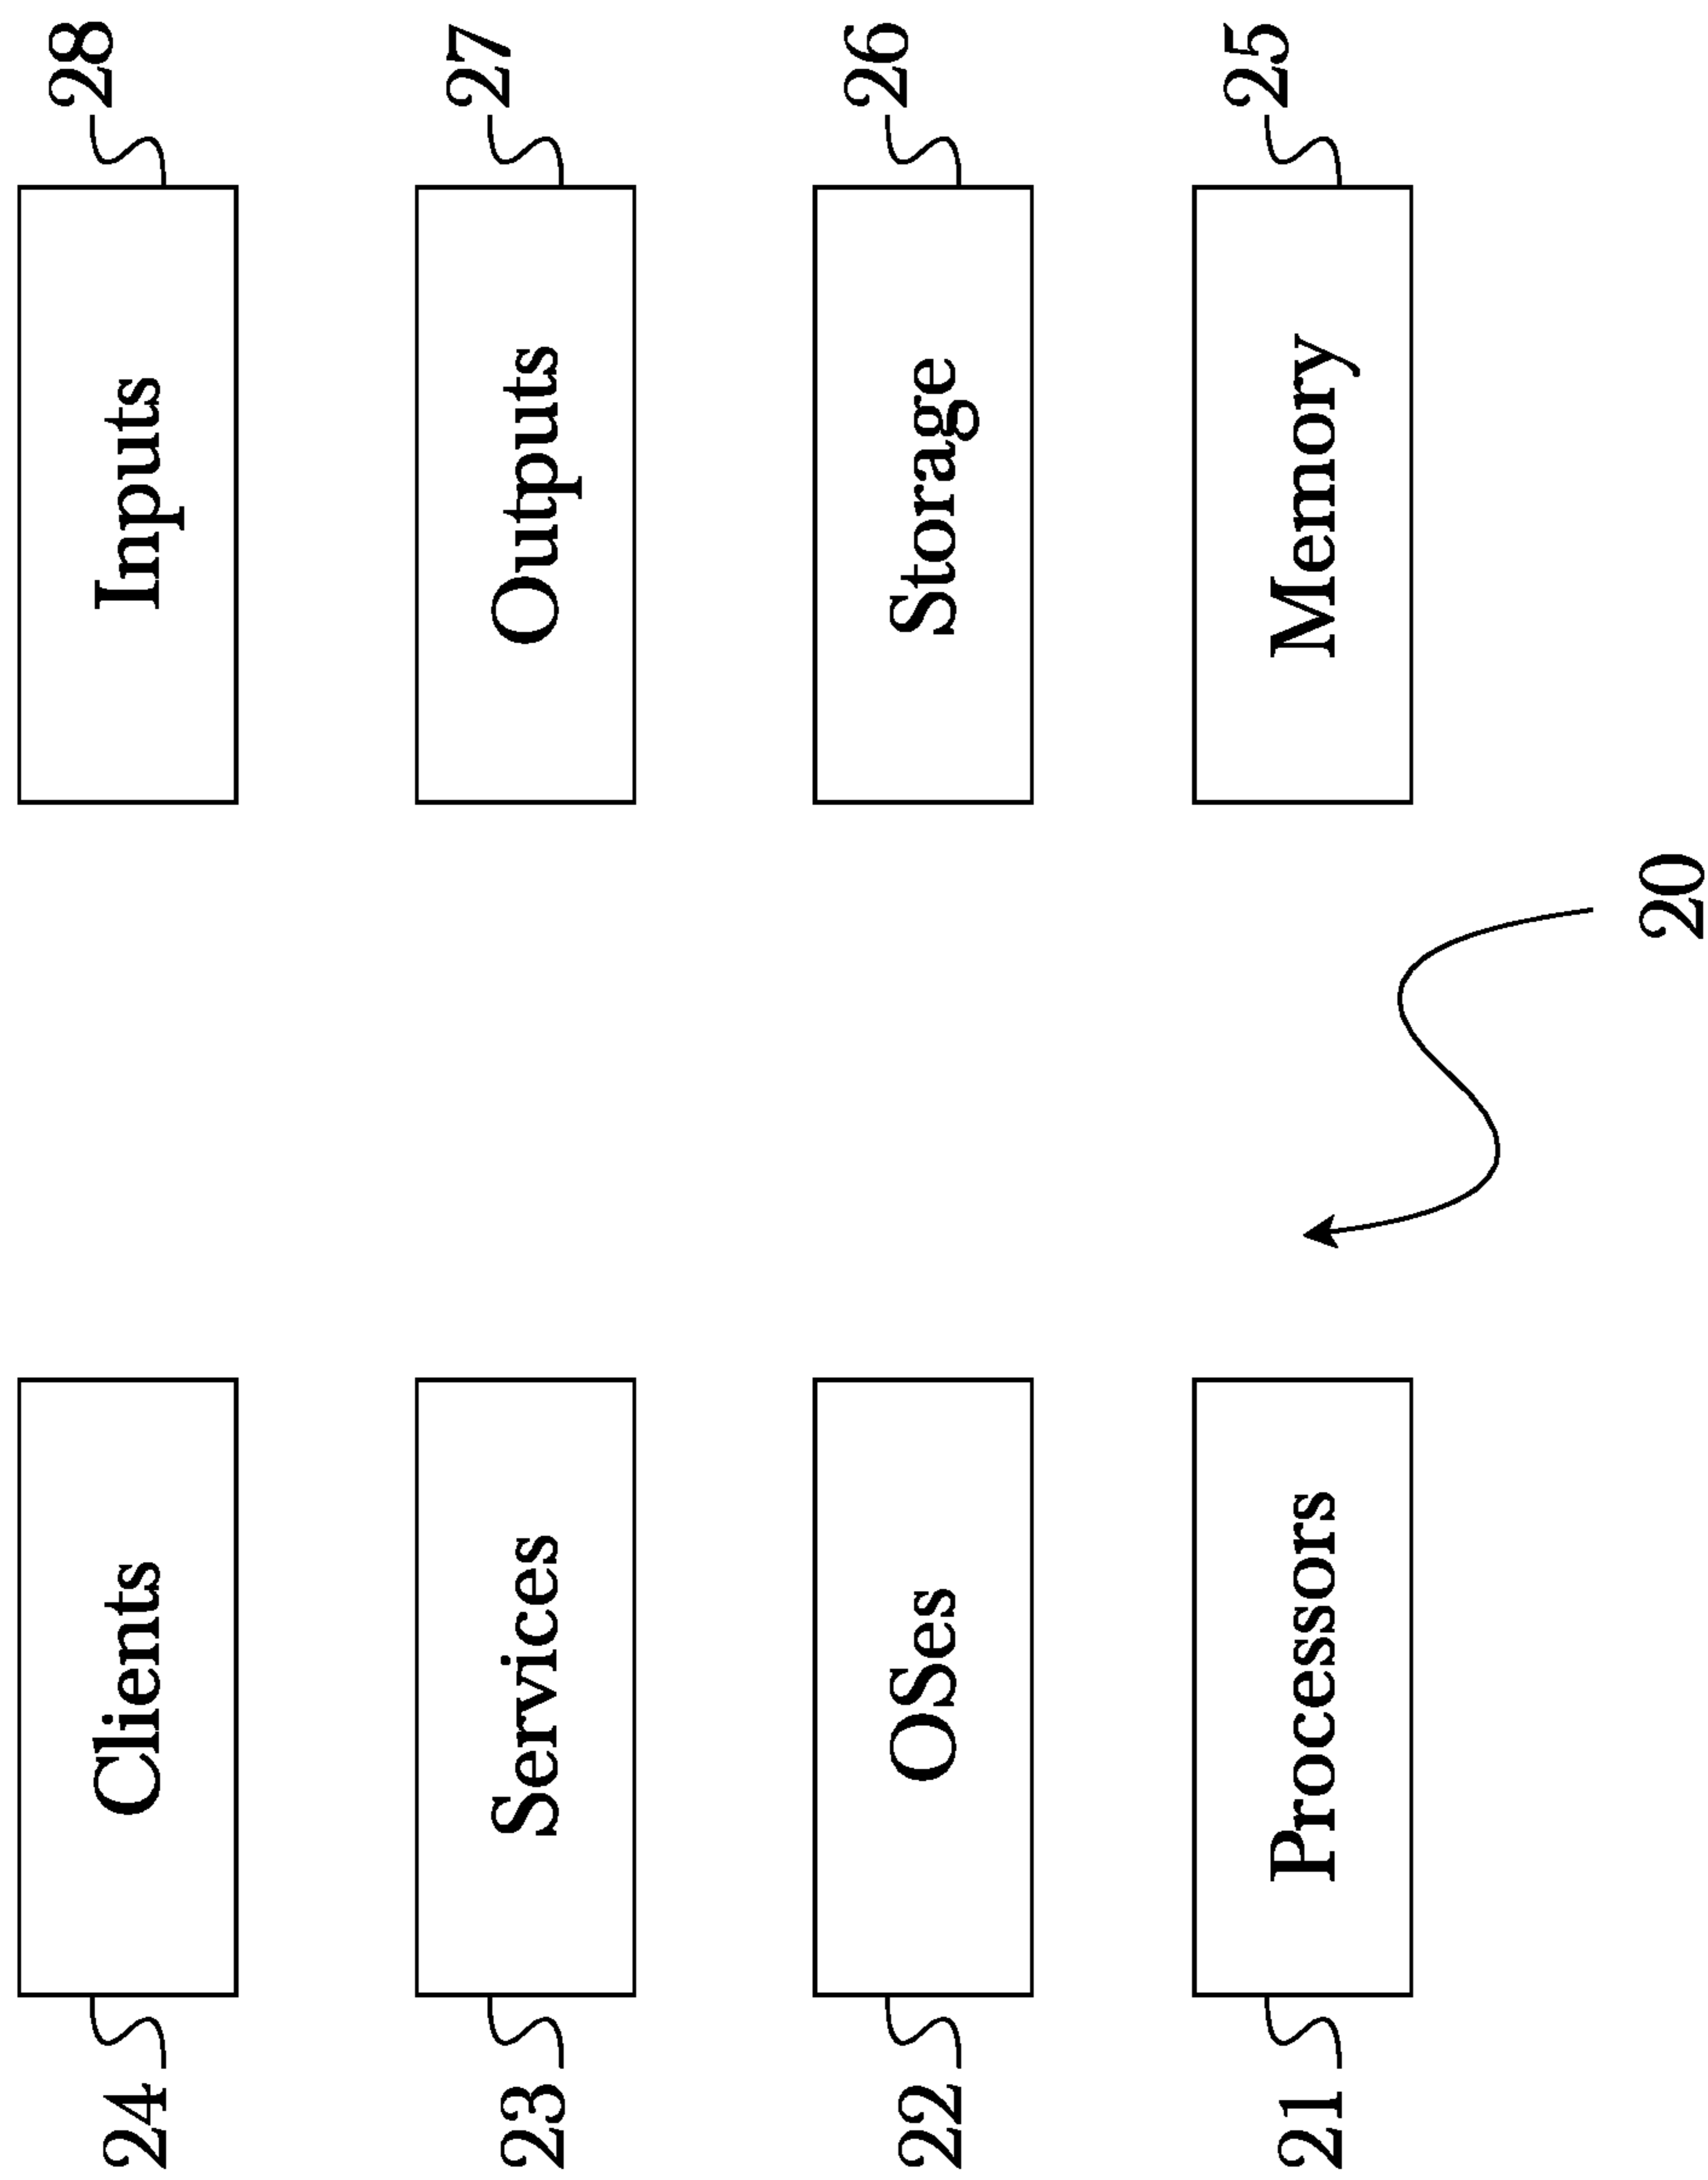 24 Clients Inputs 28
23 Services Outputs 27
22 OSes Storage 26
21 Processors Memory 25
20